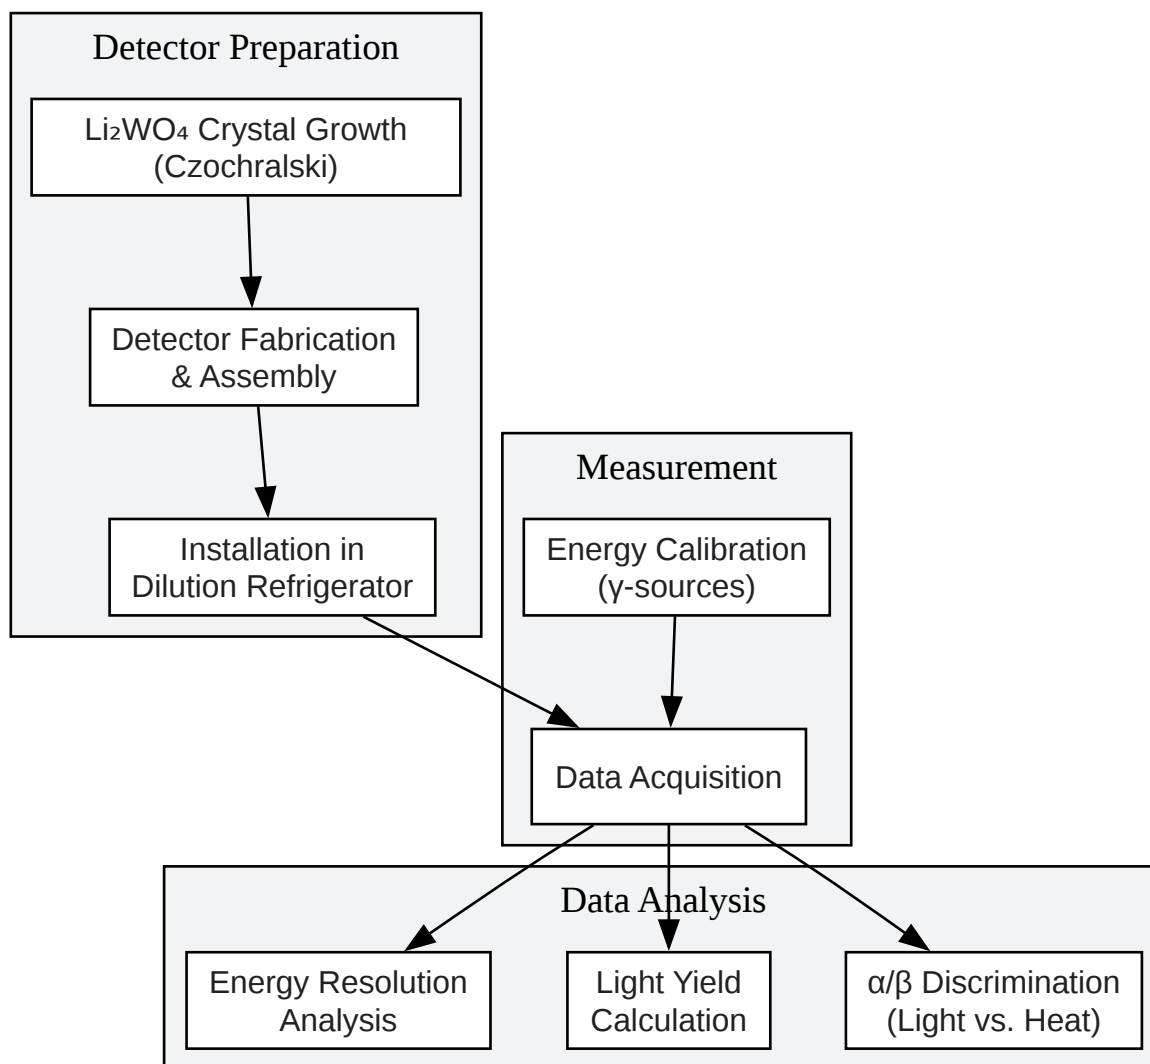 Detector Preparation
Li₂WO₄ Crystal Growth
(Czochralski)
Detector Fabrication
& Assembly
Installation in
Dilution Refrigerator
Measurement
Energy Calibration
(γ-sources)
Data Acquisition
Data Analysis
Energy Resolution
Analysis
Light Yield
Calculation
α/β Discrimination
(Light vs. Heat)